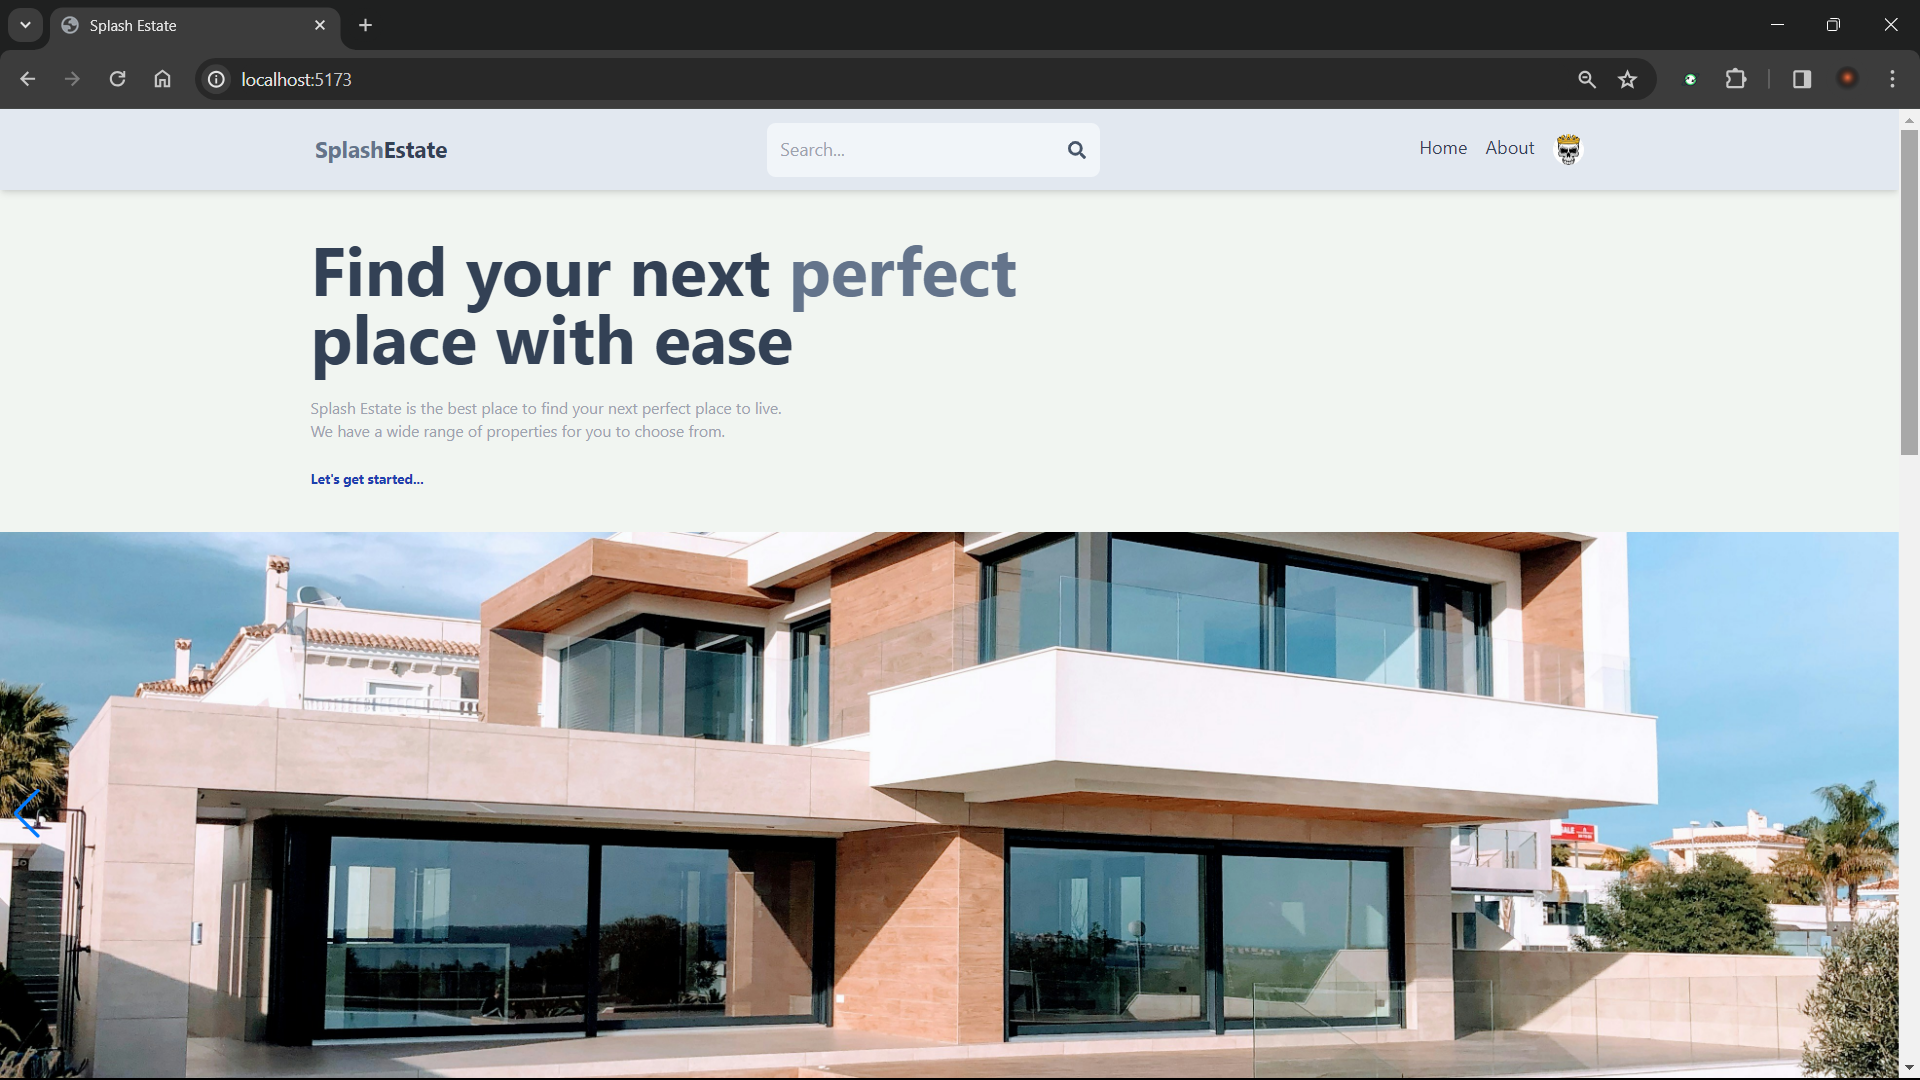 Splash Estate
localhost:5173
SplashEstate
Search...
Home About
Find your next perfect
place with ease
Splash Estate is the best place to find your next perfect place to live.
We have a wide range of properties for you to choose from.
Let's get started...